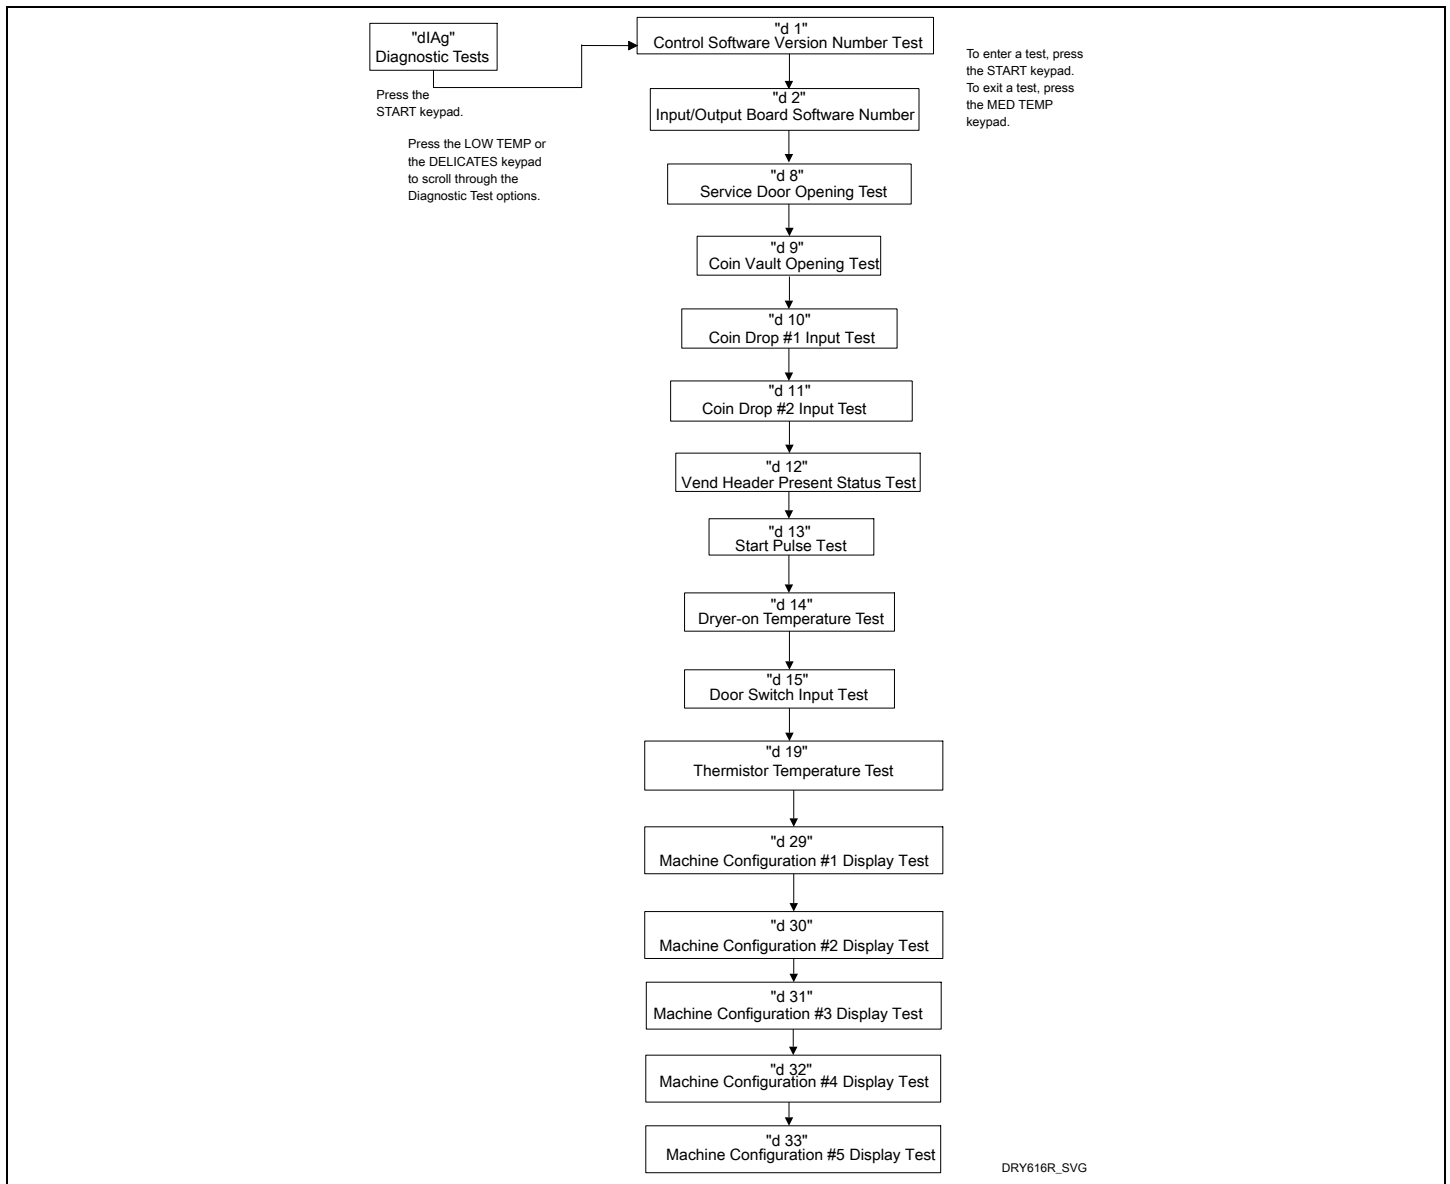 "dIAg"
Diagnostic Tests
Press the
START keypad.
Press the LOW TEMP or
the DELICATES keypad
to scroll through the
Diagnostic Test options.
"d 1"
Control Software Version Number Test
To enter a test, press
the START keypad.
To exit a test, press
the MED TEMP
keypad.
"d 2"
Input/Output Board Software Number
"d 8"
Service Door Opening Test
"d 9"
Coin Vault Opening Test
"d 10"
Coin Drop #1 Input Test
"d 11"
Coin Drop #2 Input Test
"d 12"
Vend Header Present Status Test
"d 13"
Start Pulse Test
"d 14"
Dryer-on Temperature Test
"d 15"
Door Switch Input Test
"d 19"
Thermistor Temperature Test
"d 29"
Machine Configuration #1 Display Test
"d 30"
Machine Configuration #2 Display Test
"d 31"
Machine Configuration #3 Display Test
"d 32"
Machine Configuration #4 Display Test
"d 33"
Machine Configuration #5 Display Test
DRY616R_SVG